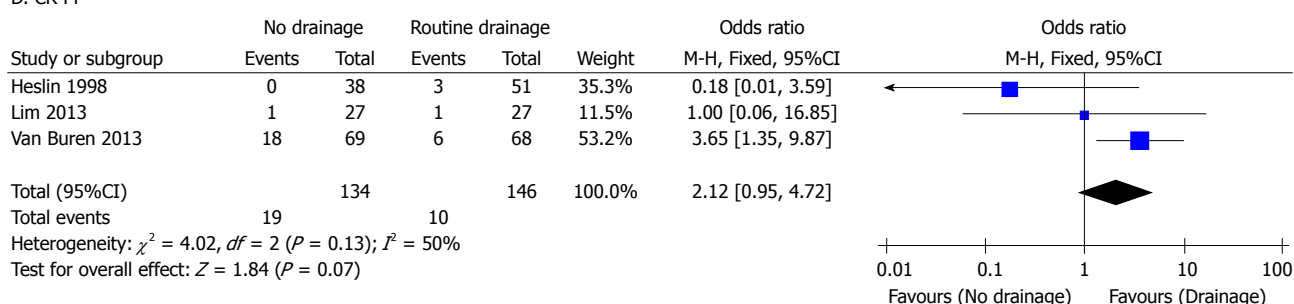 No drainage Routine drainage Odds ratio Odds ratio
Study or subgroup Events Total Events Total Weight M-H, Fixed, 95%CI M-H, Fixed, 95%CI
Heslin 1998 0 38 3 51 35.3% 0.18 [0.01, 3.59]
Lim 2013 1 27 1 27 11.5% 1.00 [0.06, 16.85]
Van Buren 2013 18 69 6 68 53.2% 3.65 [1.35, 9.87]
Total (95%CI) 134 146 100.0% 2.12 [0.95, 4.72]
Total events 19 10
Heterogeneity: χ² = 4.02, df = 2 (P = 0.13); I² = 50%
Test for overall effect: Z = 1.84 (P = 0.07)
0.01 0.1 1 10 100
Favours (No drainage) Favours (Drainage)